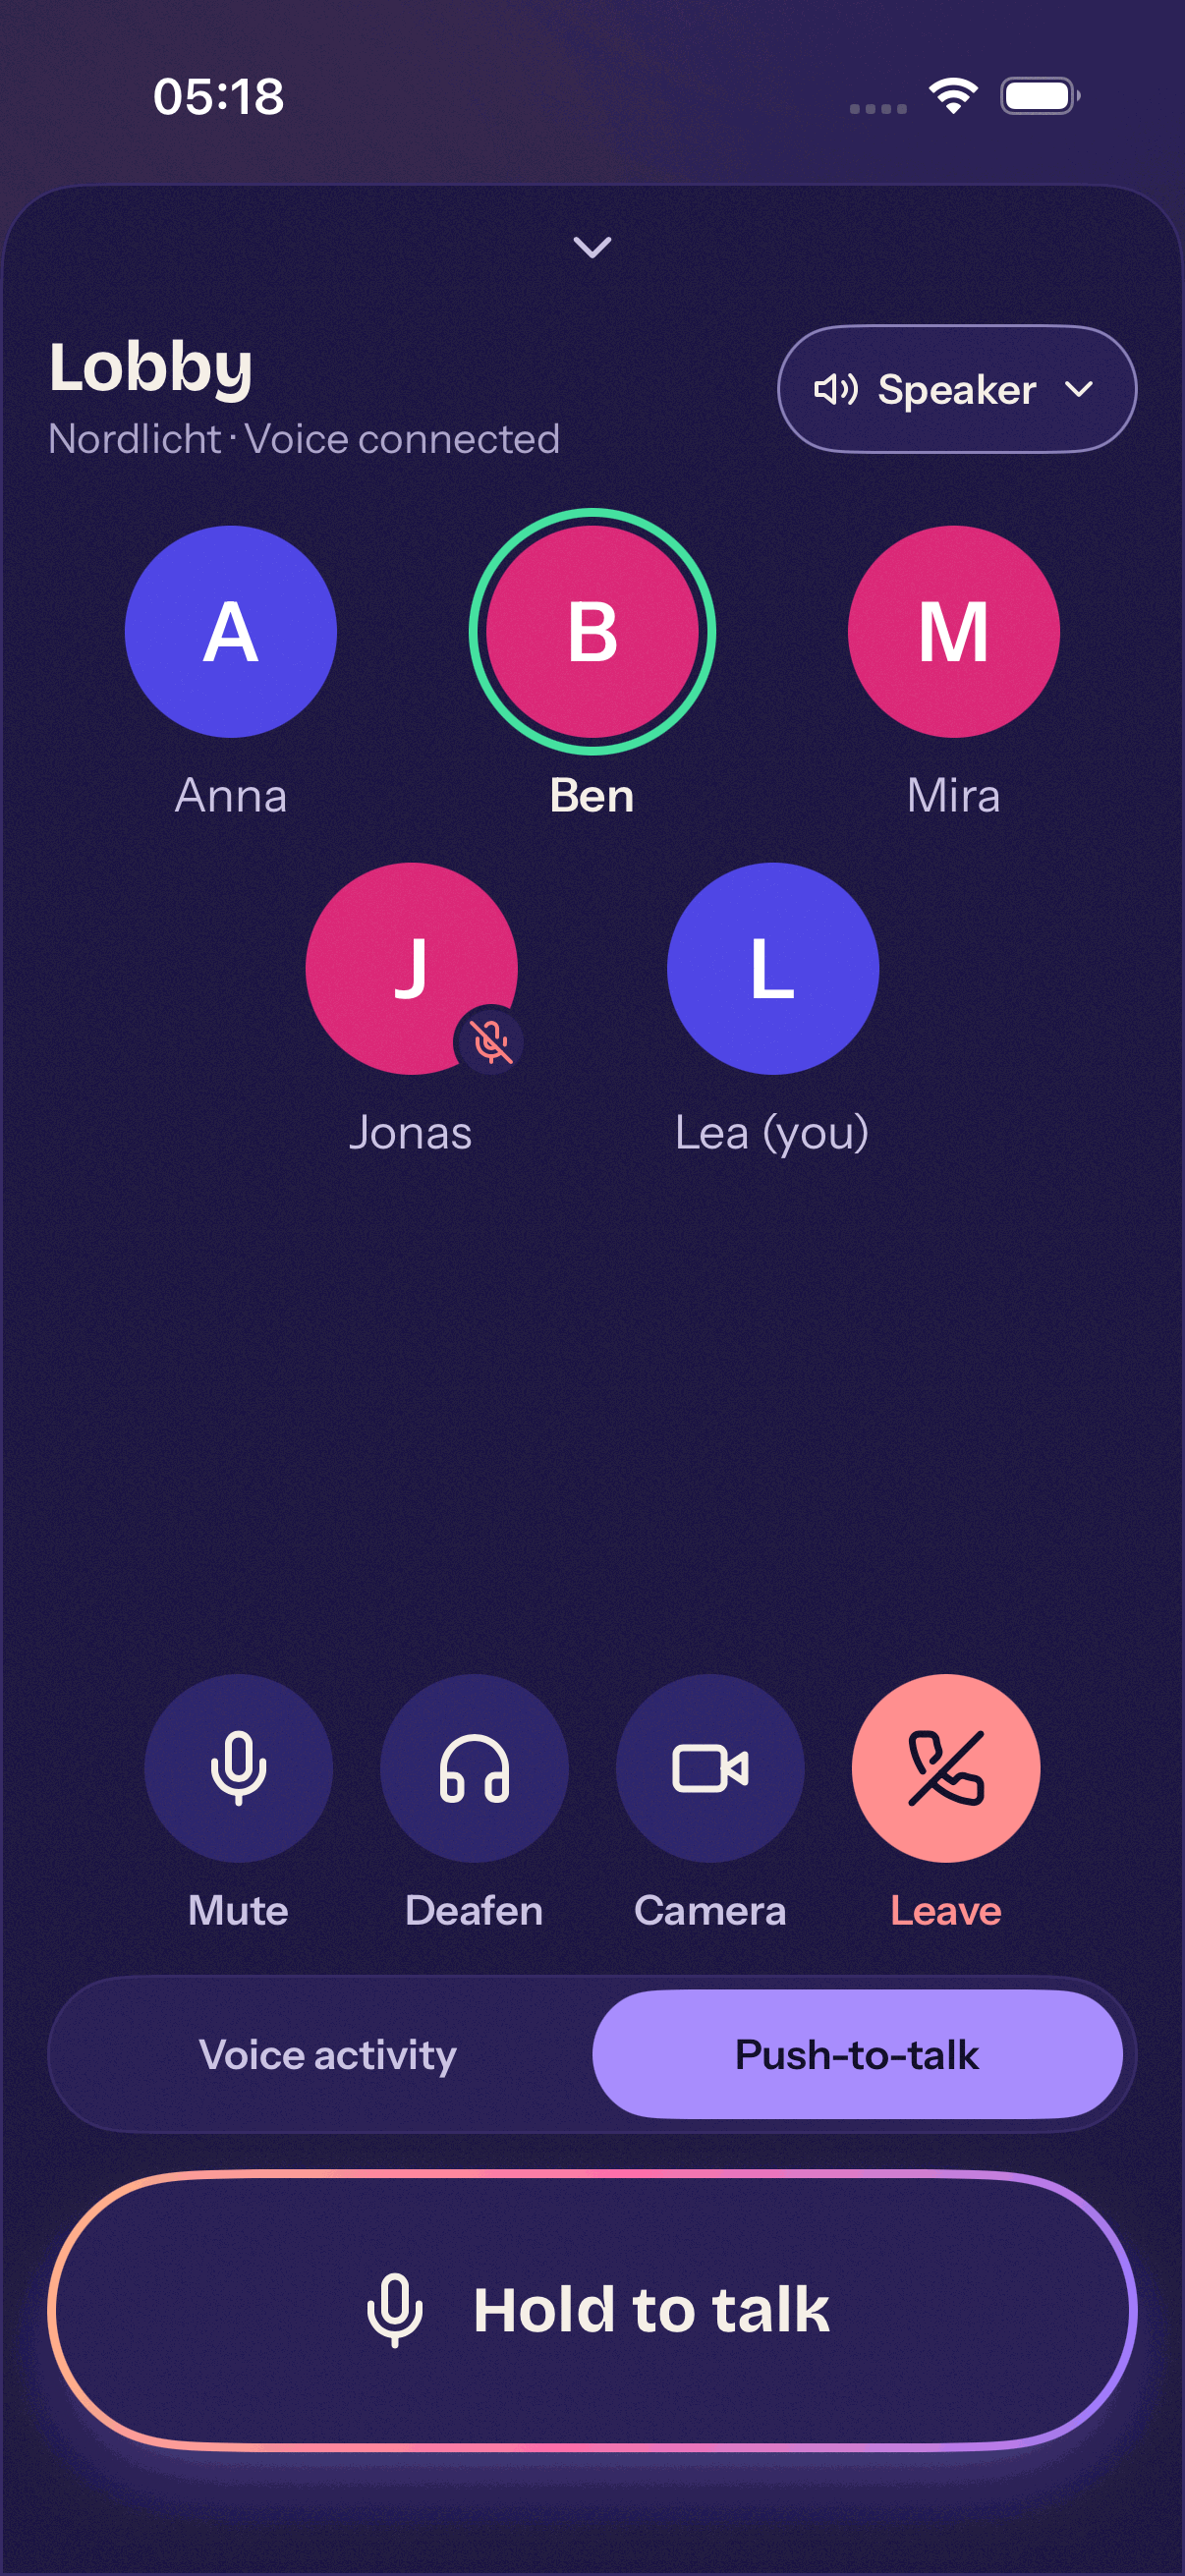 05:18
Lobby
Nordlicht · Voice connected
Speaker
A
B
M
Anna
Ben
Mira
J
L
Jonas
Lea (you)
Mute
Deafen
Camera
Leave
Voice activity
Push-to-talk
Hold to talk